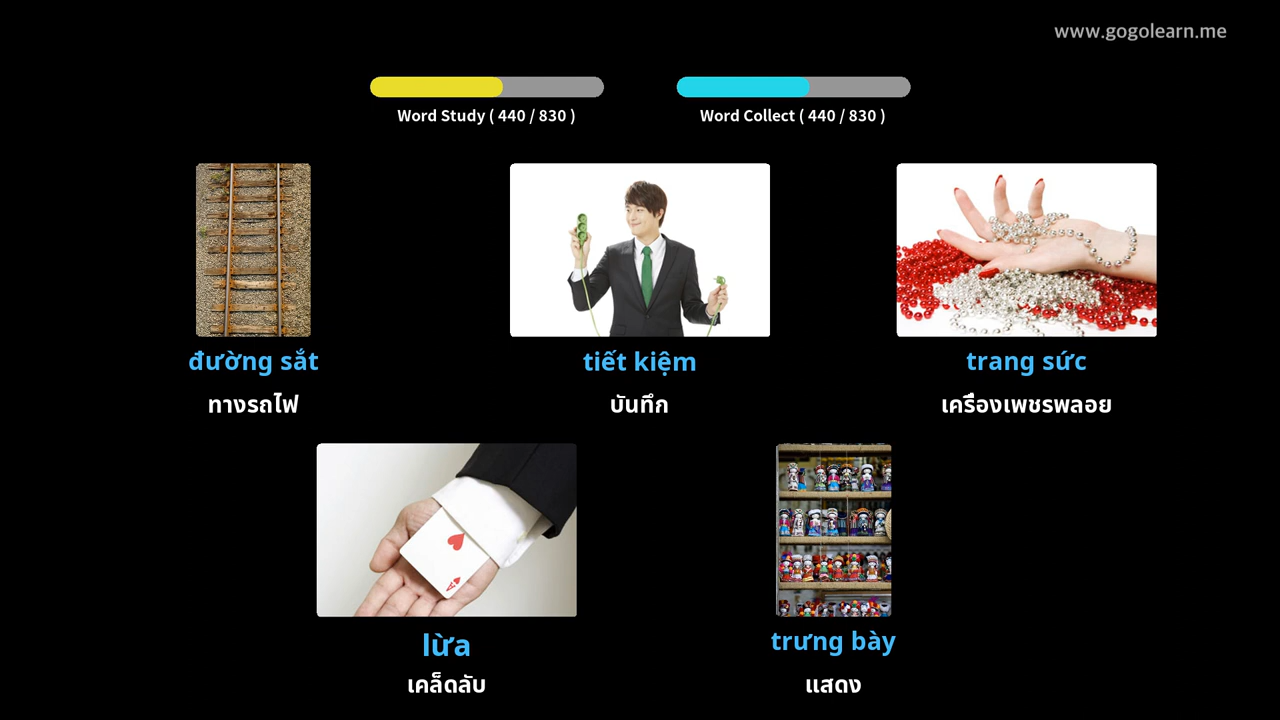 www.gogolearn.me
Word Study ( 440 / 830 )
Word Collect ( 440 / 830 )
đường sắt
ทางรถไฟ
tiết kiệm
บันทึก
trang sức
เครื่องเพชรพลอย
lừa
เคล็ดลับ
trưng bày
แสดง